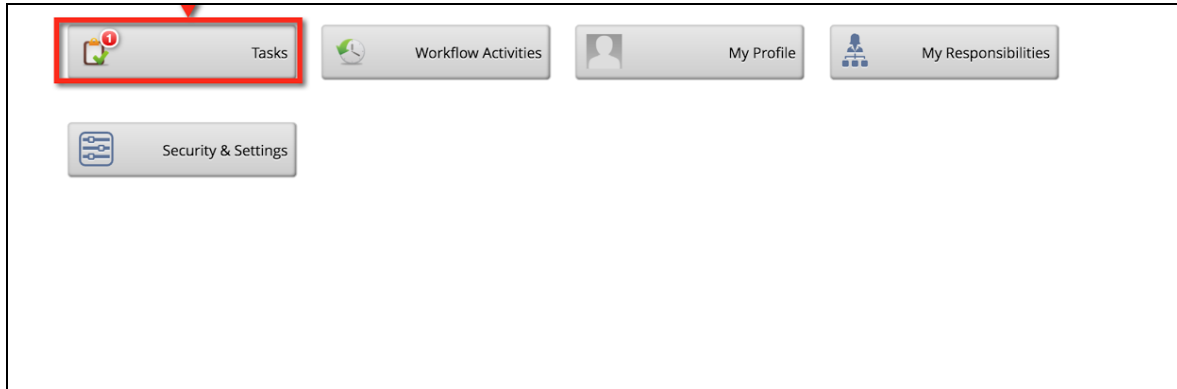 1
Tasks
Workflow Activities
My Profile
My Responsibilities
Security & Settings